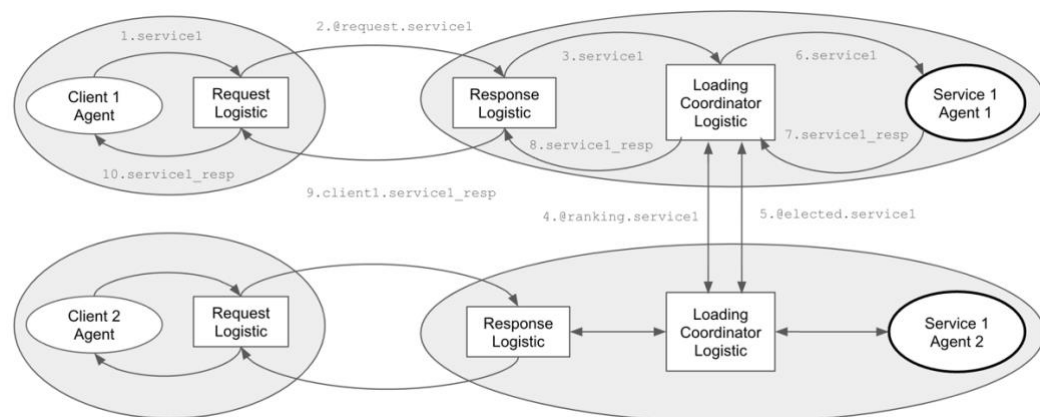 1.service1
2.@request.service1
3.service1
6.service1
Client 1
Agent
Request
Logistic
Response
Logistic
Loading
Coordinator
Logistic
Service 1
Agent 1
7.service1_resp
8.service1_resp
10.service1_resp
9.client1.service1_resp
4.@ranking.service1
5.@elected.service1
Client 2
Agent
Request
Logistic
Response
Logistic
Loading
Coordinator
Logistic
Service 1
Agent 2